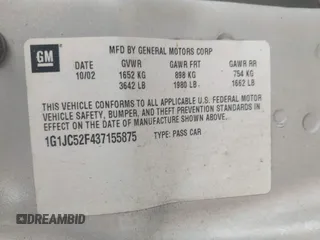 GM
MFD BY GENERAL MOTORS CORP
DATE GVWR GAWR FRT GAWR RR
10/02 1652 KG 898 KG 754 KG
3642 LB 1980 LB 1662 LB
THIS VEHICLE CONFORMS TO ALL APPLICABLE U.S. FEDERAL MOTOR
VEHICLE SAFETY, BUMPER, AND THEFT PREVENTION STANDARDS IN
EFFECT ON THE DATE OF MANUFACTURE SHOWN ABOVE.
1G1JC52F437155875 TYPE: PASS CAR
AUTOBIDMASTER